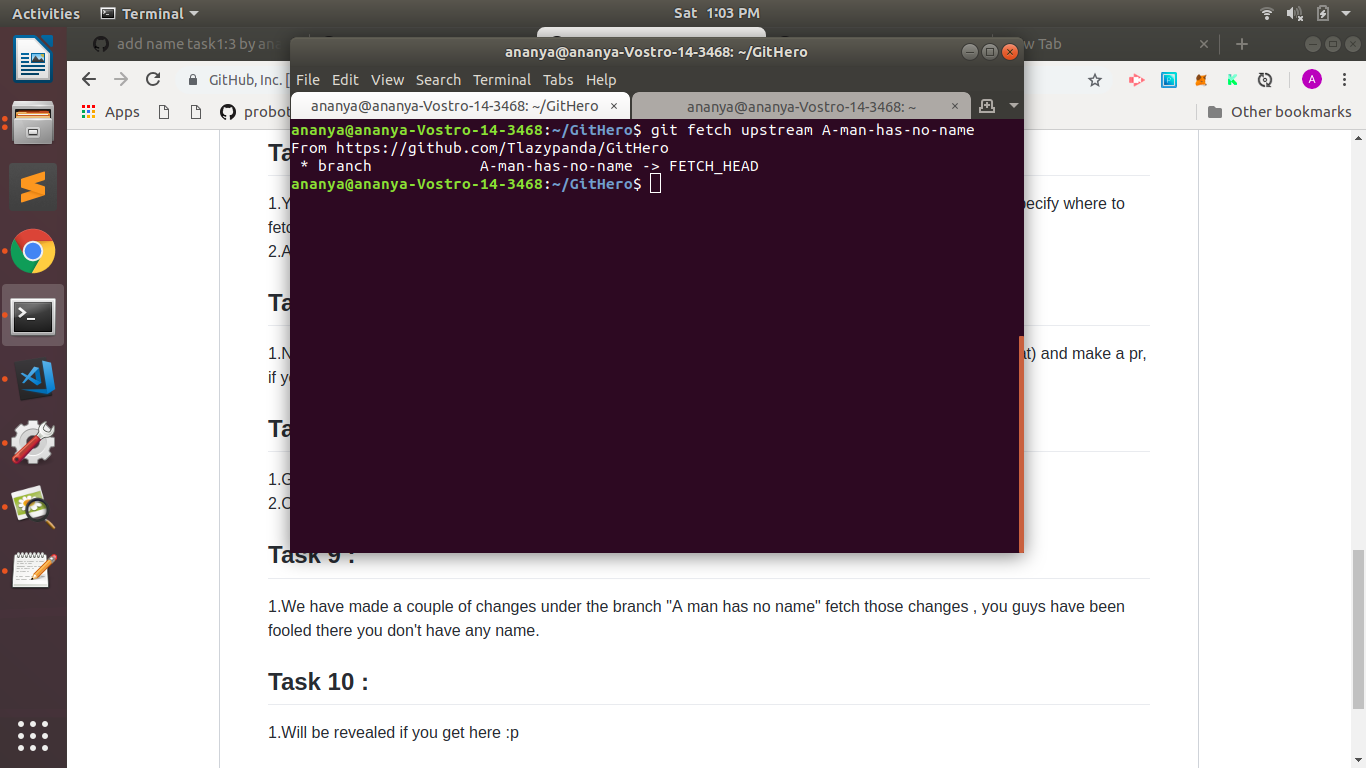 Activities Terminal Sat 1:03 PM
add name task1:3 by an w Tab
ananya@ananya-Vostro-14-3468: ~/GitHero
GitHub, Inc. [
File Edit View Search Terminal Tabs Help
A
Apps probot Other bookmarks
ananya@ananya-Vostro-14-3468: ~/GitHero × ananya@ananya-Vostro-14-3468: ~ ×
ananya@ananya-Vostro-14-3468:~/GitHero$ git fetch upstream A-man-has-no-name
From https://github.com/Tlazypanda/GitHero
* branch A-man-has-no-name -> FETCH_HEAD
ananya@ananya-Vostro-14-3468:~/GitHero$
Ta
1.Y pecify where to
fetc
2.A
Ta
1.N at) and make a pr,
if yo
Ta
1.G
2.C
Task 9 :
1.We have made a couple of changes under the branch "A man has no name" fetch those changes , you guys have been
fooled there you don't have any name.
Task 10 :
1.Will be revealed if you get here :p